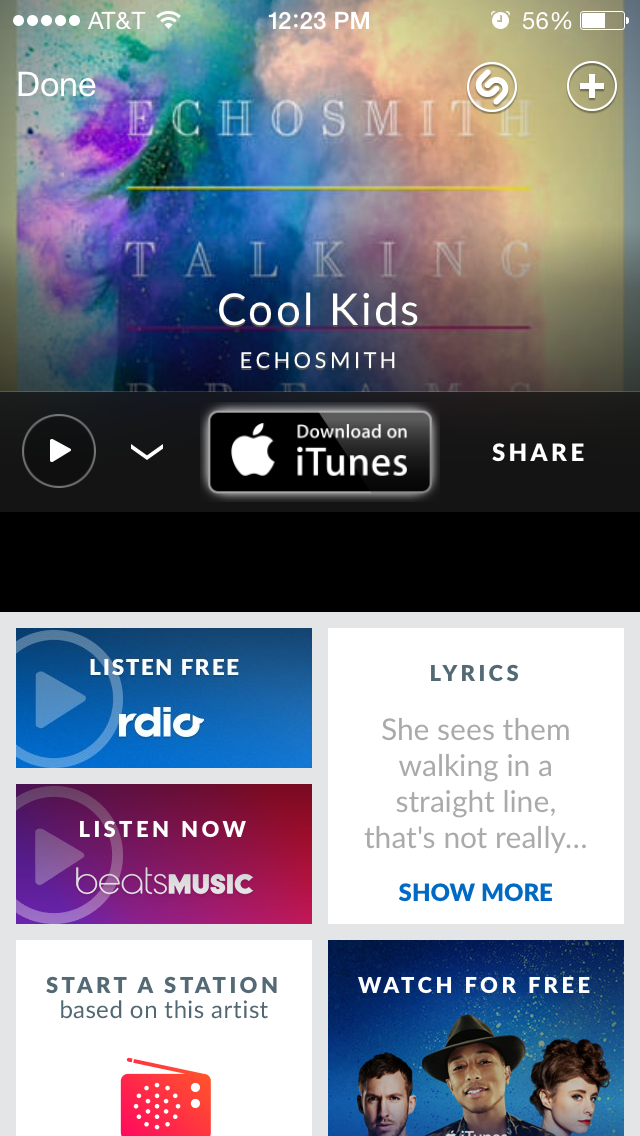 AT&T 12:23 PM 56%
Done
ECHOSMITH
TALKING
DREAMS
Cool Kids
ECHOSMITH
Download on
iTunes
SHARE
LISTEN FREE
rdio
LISTEN NOW
beatsMUSIC
LYRICS
She sees them
walking in a
straight line,
that's not really...
SHOW MORE
START A STATION
based on this artist
WATCH FOR FREE
iTunes